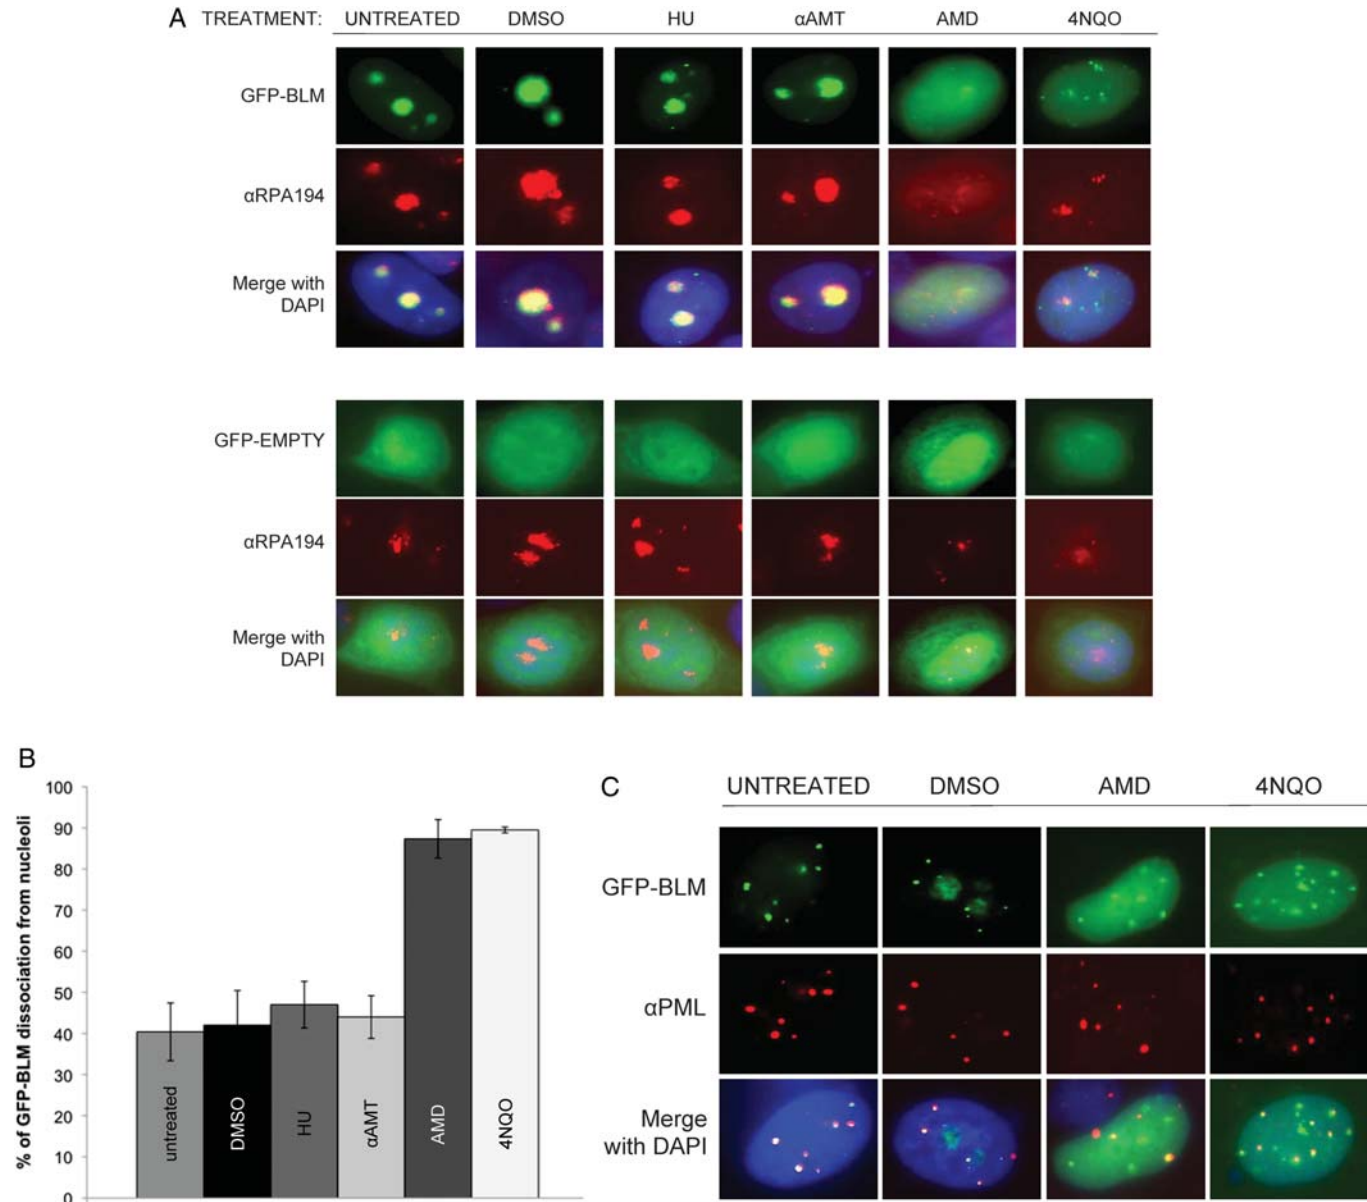 A TREATMENT: UNTREATED DMSO HU αAMT AMD 4NQO
GFP-BLM
αRPA194
Merge with
DAPI
GFP-EMPTY
αRPA194
Merge with
DAPI
B
% of GFP-BLM dissociation from nucleoli
100
90
80
70
60
50
40
30
20
10
0
untreated
DMSO
HU
αAMT
AMD
4NQO
C UNTREATED DMSO AMD 4NQO
GFP-BLM
αPML
Merge
with DAPI